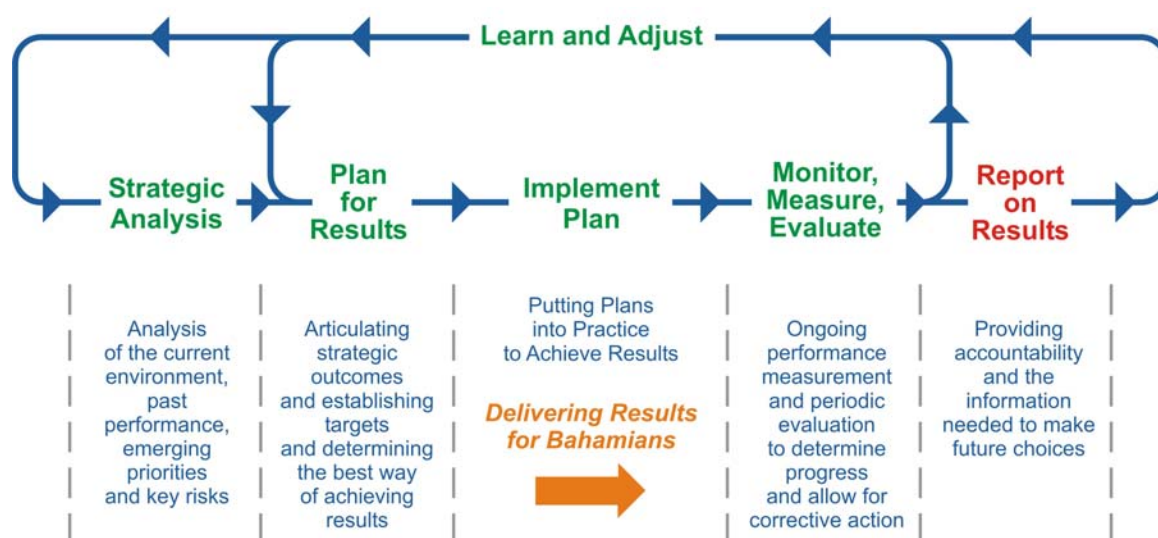 Learn and Adjust
Strategic
Analysis
Plan
for
Results
Implement
Plan
Monitor,
Measure,
Evaluate
Report
on
Results
Analysis
of the current
environment,
past
performance,
emerging
priorities
and key risks
Articulating
strategic
outcomes
and establishing
targets
and determining
the best way
of achieving
results
Putting Plans
into Practice
to Achieve Results
Delivering Results
for Bahamians
Ongoing
performance
measurement
and periodic
evaluation
to determine
progress
and allow for
corrective action
Providing
accountability
and the
information
needed to make
future choices